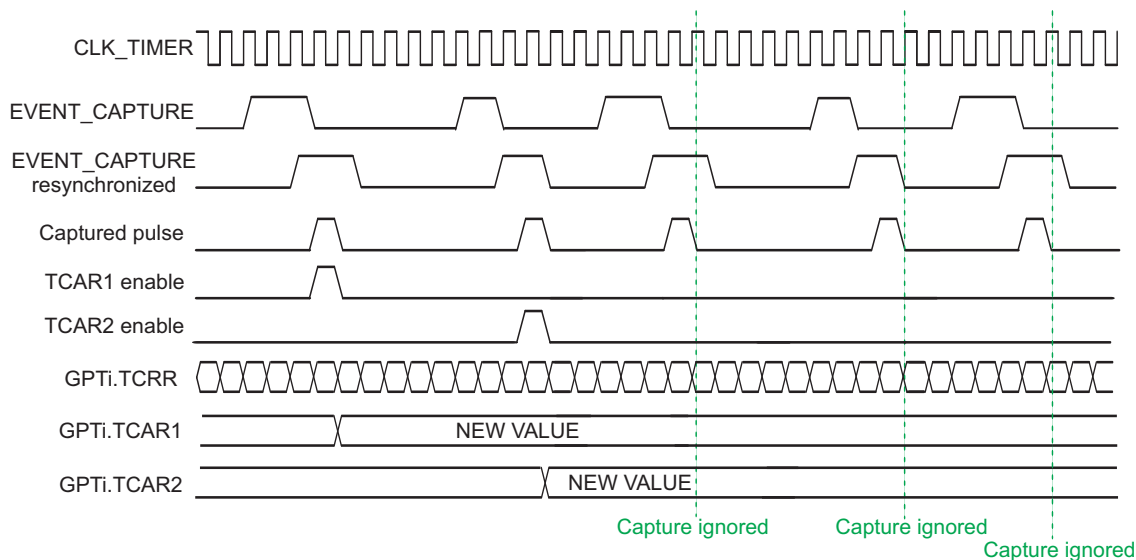 CLK_TIMER
EVENT_CAPTURE
EVENT_CAPTURE
resynchronized
Captured pulse
TCAR1 enable
TCAR2 enable
GPTi.TCRR
GPTi.TCAR1
NEW VALUE
GPTi.TCAR2
NEW VALUE
Capture ignored
Capture ignored
Capture ignored